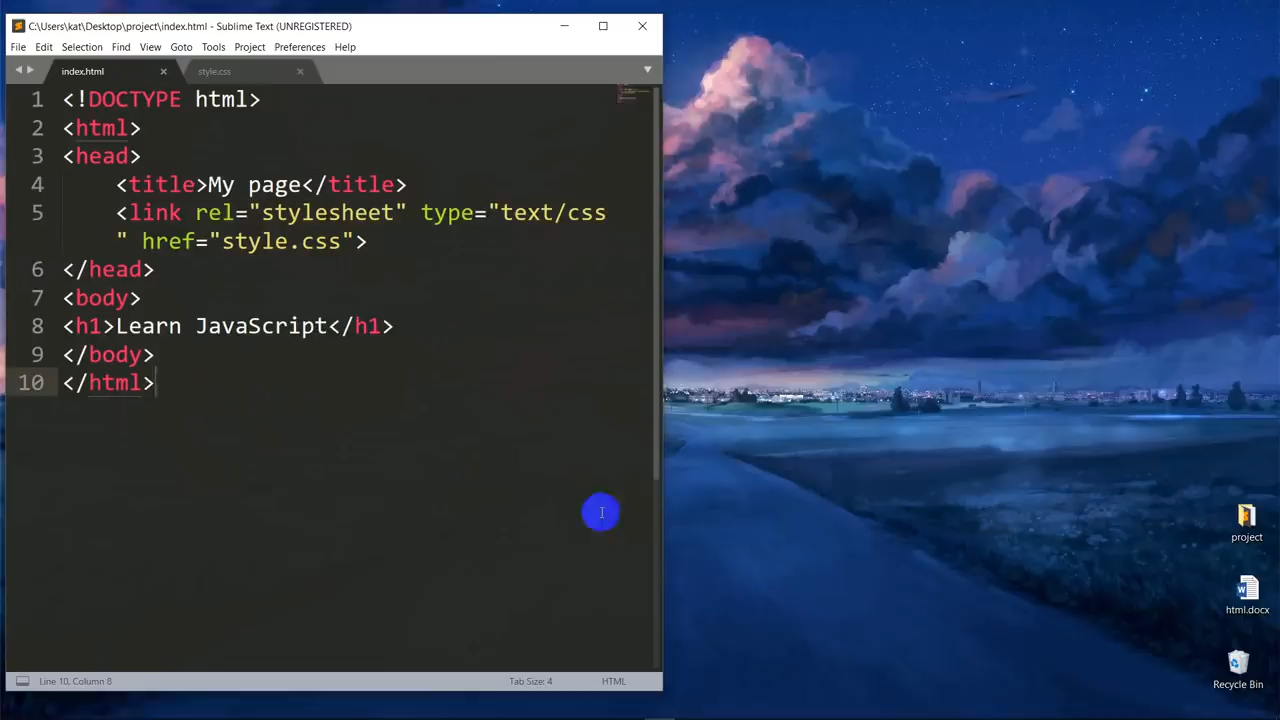 C:\Users\kat\Desktop\project\index.html - Sublime Text (UNREGISTERED)
File Edit Selection Find View Goto Tools Project Preferences Help
index.html style.css
1 <!DOCTYPE html>
2 <html>
3 <head>
4 <title>My page</title>
5 <link rel="stylesheet" type="text/css
" href="style.css">
6 </head>
7 <body>
8 <h1>Learn JavaScript</h1>
9 </body>
10 </html>
project
html.docx
Recycle Bin
Line 10, Column 8 Tab Size: 4 HTML